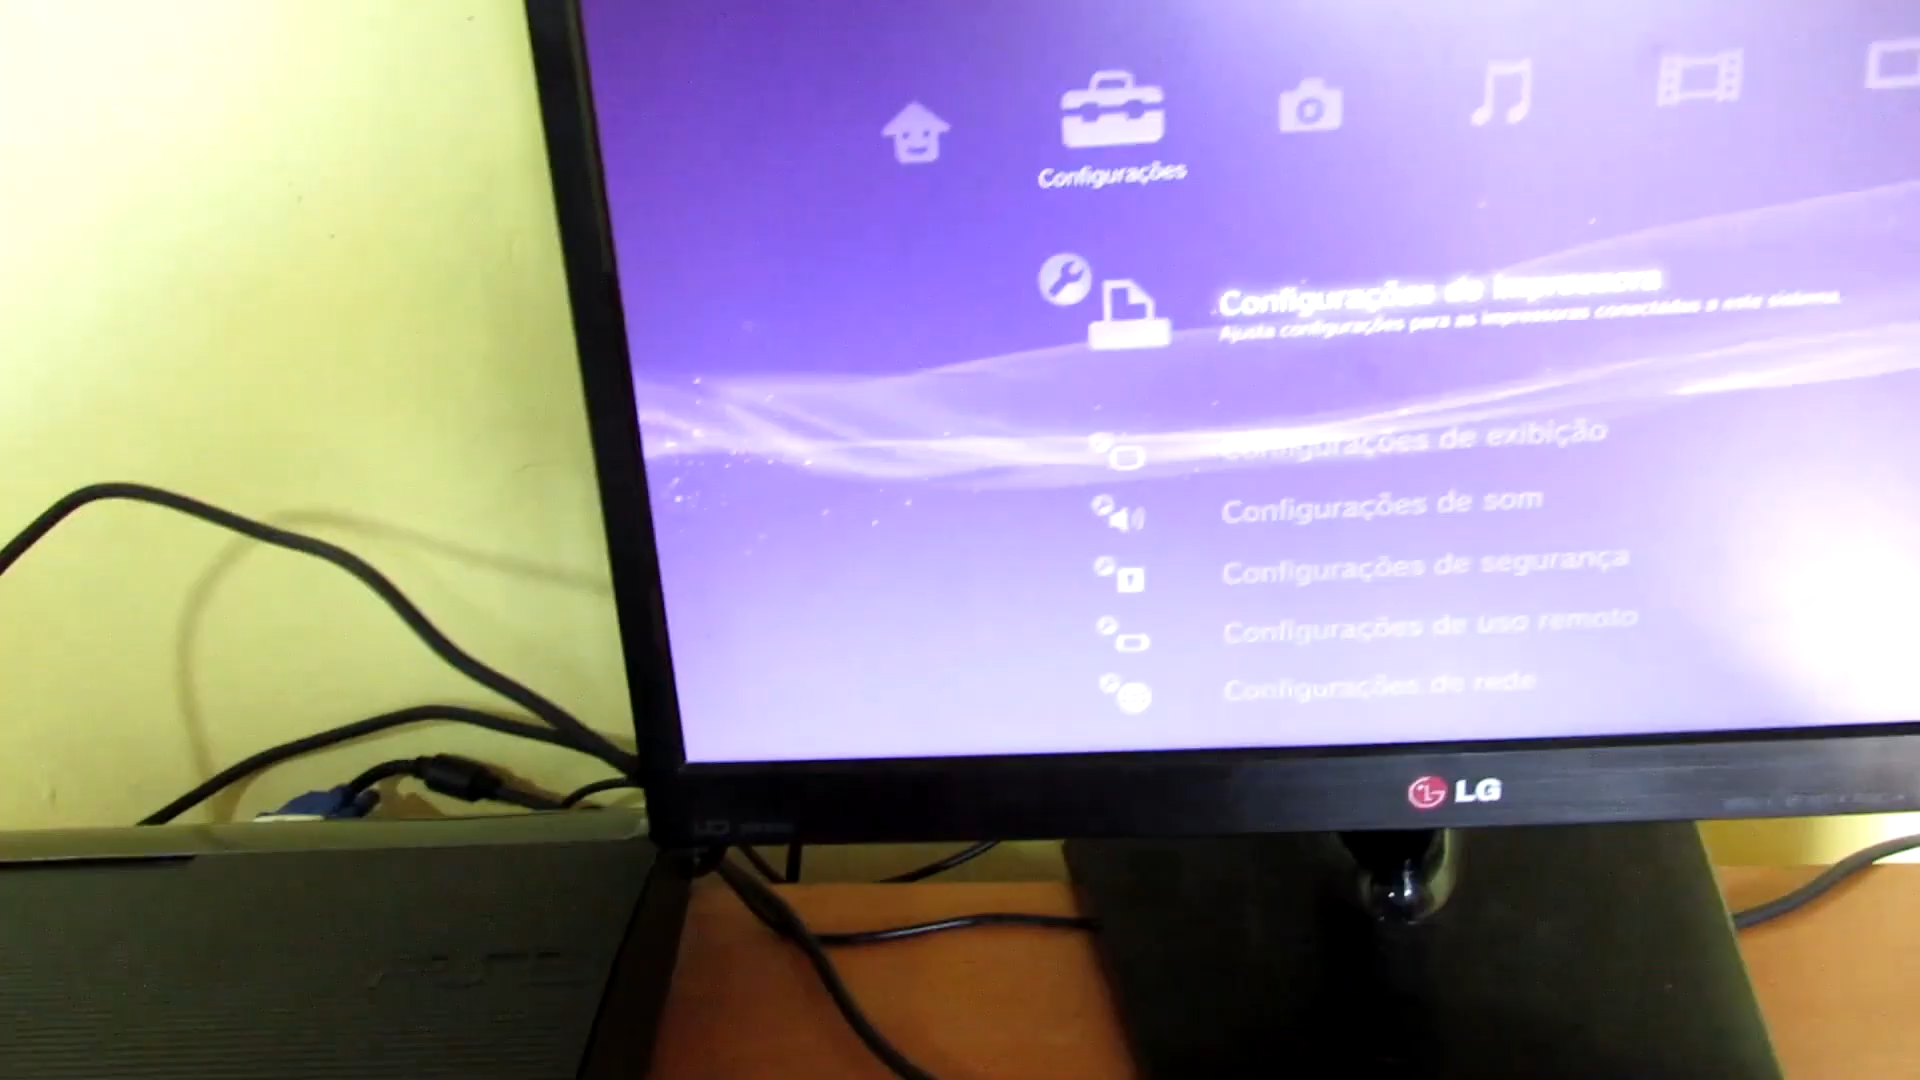 Configurações
Configurações de Impressora
Ajusta configurações para as impressoras conectadas a este sistema.
Configurações de exibição
Configurações de som
Configurações de segurança
Configurações de uso remoto
Configurações de rede
LG
PS3